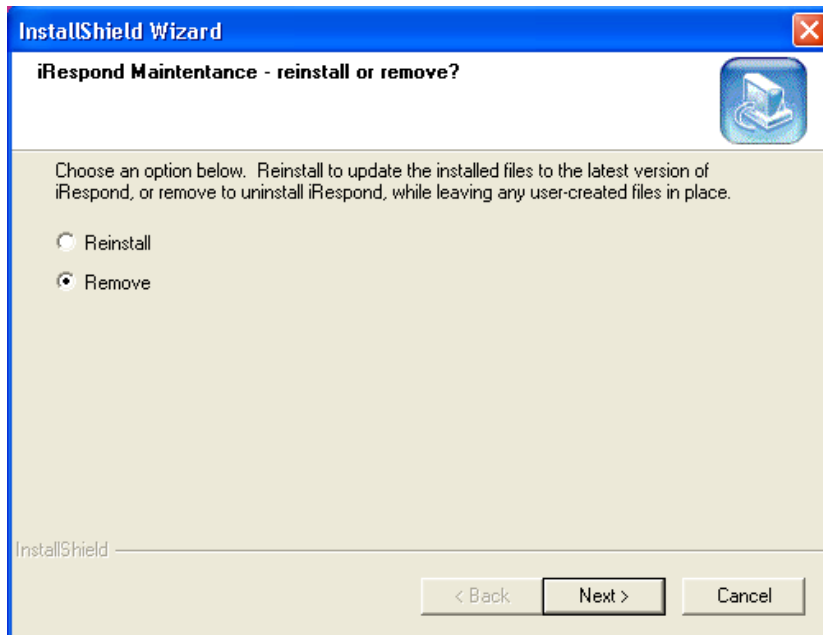 InstallShield Wizard
iRespond Maintentance - reinstall or remove?
Choose an option below.  Reinstall to update the installed files to the latest version of
iRespond, or remove to uninstall iRespond, while leaving any user-created files in place.
Reinstall
Remove
InstallShield
< Back
Next >
Cancel